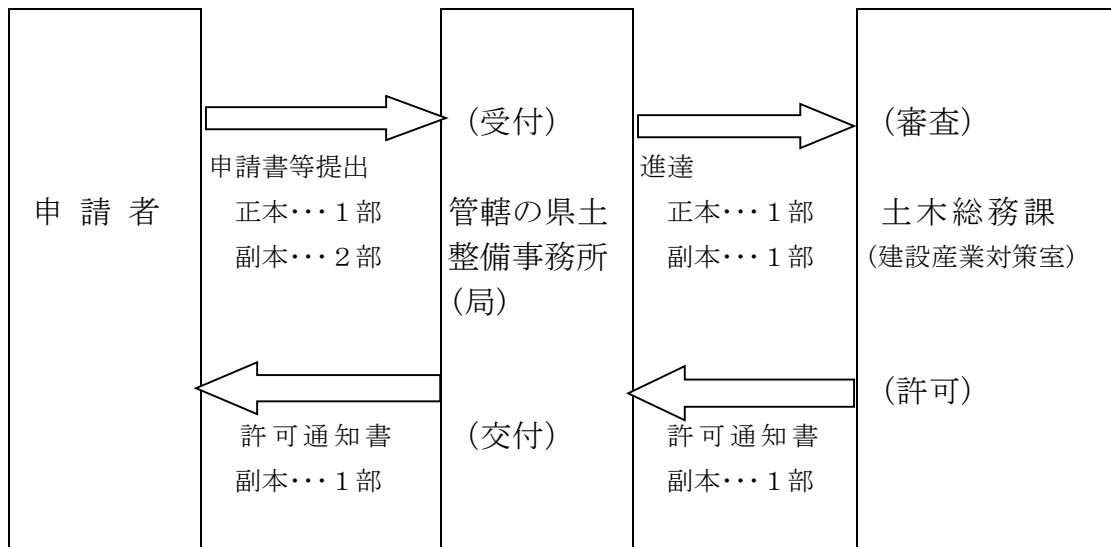 申 請 者
申請書等提出
正本･･･１部
副本･･･２部
(受付)
管轄の県土
整備事務所
(局)
進達
正本･･･１部
副本･･･１部
(審査)
土木総務課
(建設産業対策室)
(許可)
許可通知書
副本･･･１部
(交付)
許可通知書
副本･･･１部